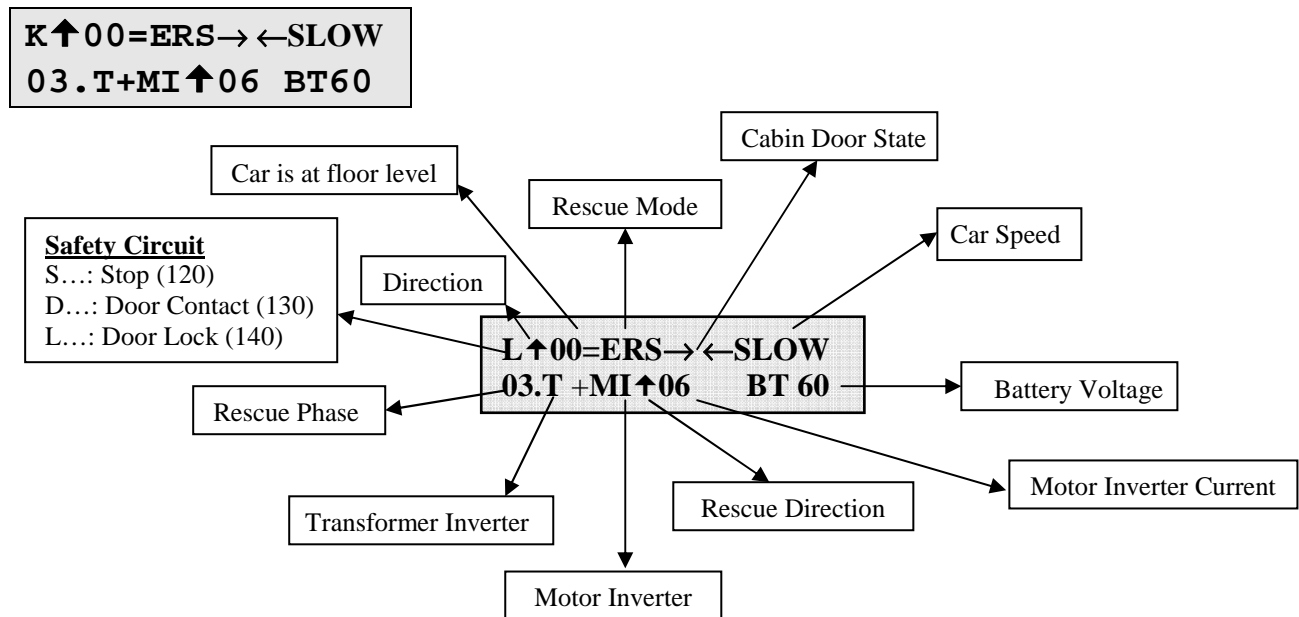 K↑00=ERS→ ←SLOW
03.T+MI↑06 BT60
Cabin Door State
Car is at floor level
Rescue Mode
Car Speed
Safety Circuit
S…: Stop (120)
D…: Door Contact (130)
L…: Door Lock (140)
Direction
L↑00=ERS→ ←SLOW
03.T +MI↑06 BT 60
Battery Voltage
Rescue Phase
Motor Inverter Current
Rescue Direction
Transformer Inverter
Motor Inverter